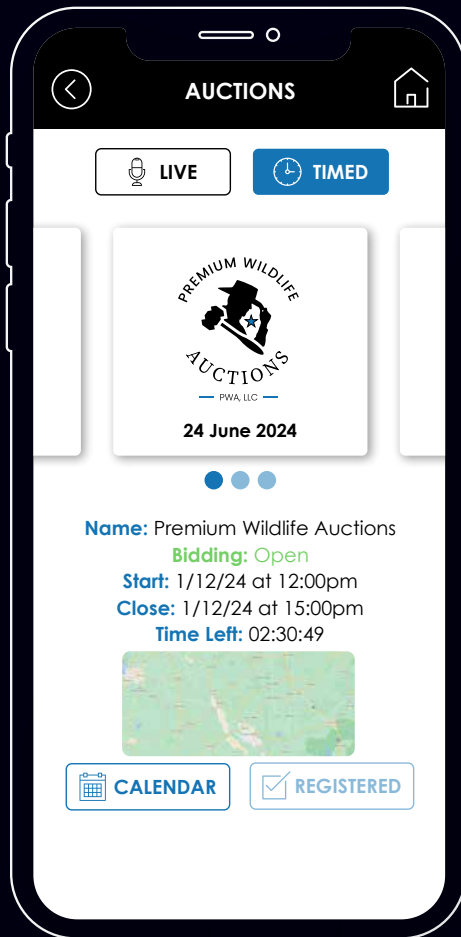 AUCTIONS
LIVE
TIMED
PREMIUM WILDLIFE
AUCTIONS
PWA, LLC
24 June 2024
Name: Premium Wildlife Auctions
Bidding: Open
Start: 1/12/24 at 12:00pm
Close: 1/12/24 at 15:00pm
Time Left: 02:30:49
CALENDAR
REGISTERED